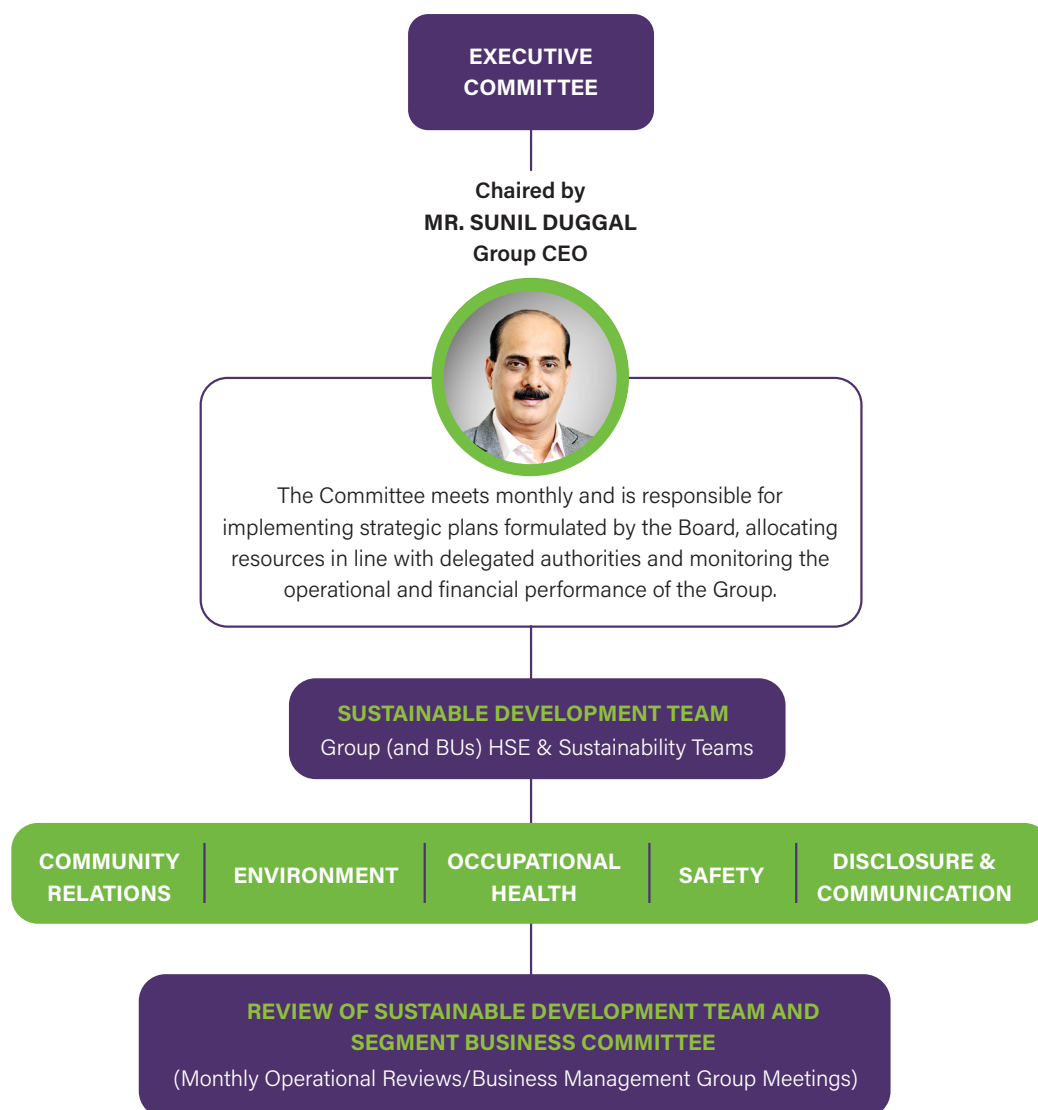 EXECUTIVE
COMMITTEE
Chaired by
MR. SUNIL DUGGAL
Group CEO
The Committee meets monthly and is responsible for
implementing strategic plans formulated by the Board, allocating
resources in line with delegated authorities and monitoring the
operational and financial performance of the Group.
SUSTAINABLE DEVELOPMENT TEAM
Group (and BUs) HSE & Sustainability Teams
COMMUNITY
RELATIONS
ENVIRONMENT
OCCUPATIONAL
HEALTH
SAFETY
DISCLOSURE &
COMMUNICATION
REVIEW OF SUSTAINABLE DEVELOPMENT TEAM AND
SEGMENT BUSINESS COMMITTEE
(Monthly Operational Reviews/Business Management Group Meetings)